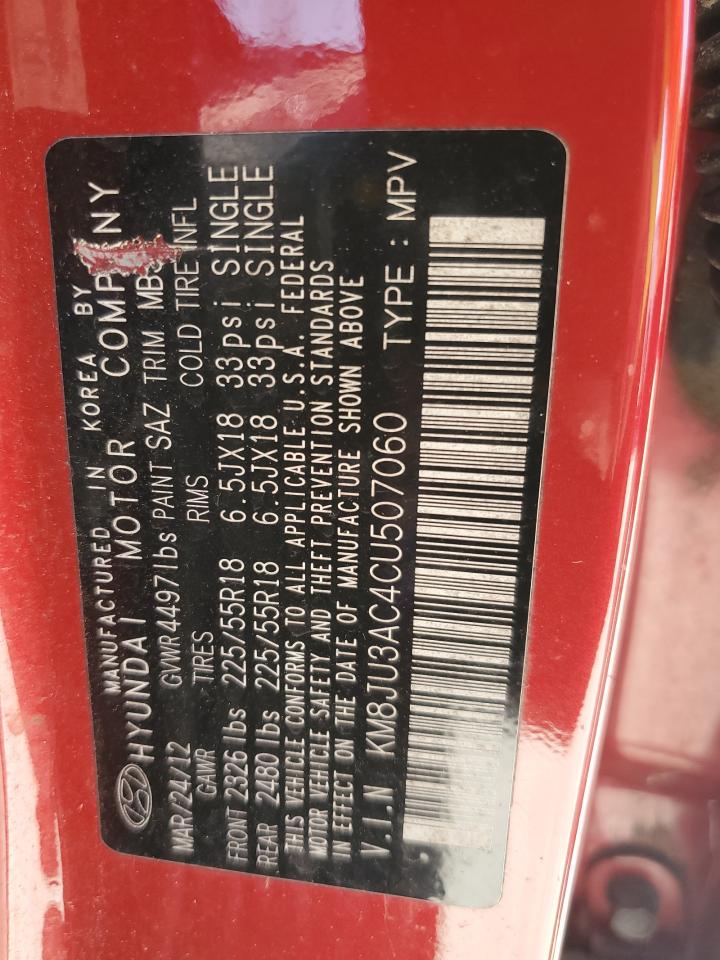 MANUFACTURED IN KOREA BY
HYUNDAI MOTOR COMP NY
MAR/24/12 GVWR 4497lbs PAINT SAZ TRIM MB
GAWR TIRES RIMS COLD TIRE INFL
FRONT 2326 lbs 225/55R18 6.5JX18 33psi SINGLE
REAR 2480 lbs 225/55R18 6.5JX18 33psi SINGLE
THIS VEHICLE CONFORMS TO ALL APPLICABLE U.S.A. FEDERAL
MOTOR VEHICLE SAFETY AND THEFT PREVENTION STANDARDS
IN EFFECT ON THE DATE OF MANUFACTURE SHOWN ABOVE
V.I.N KM8JU3AC4CU507060 TYPE : MPV